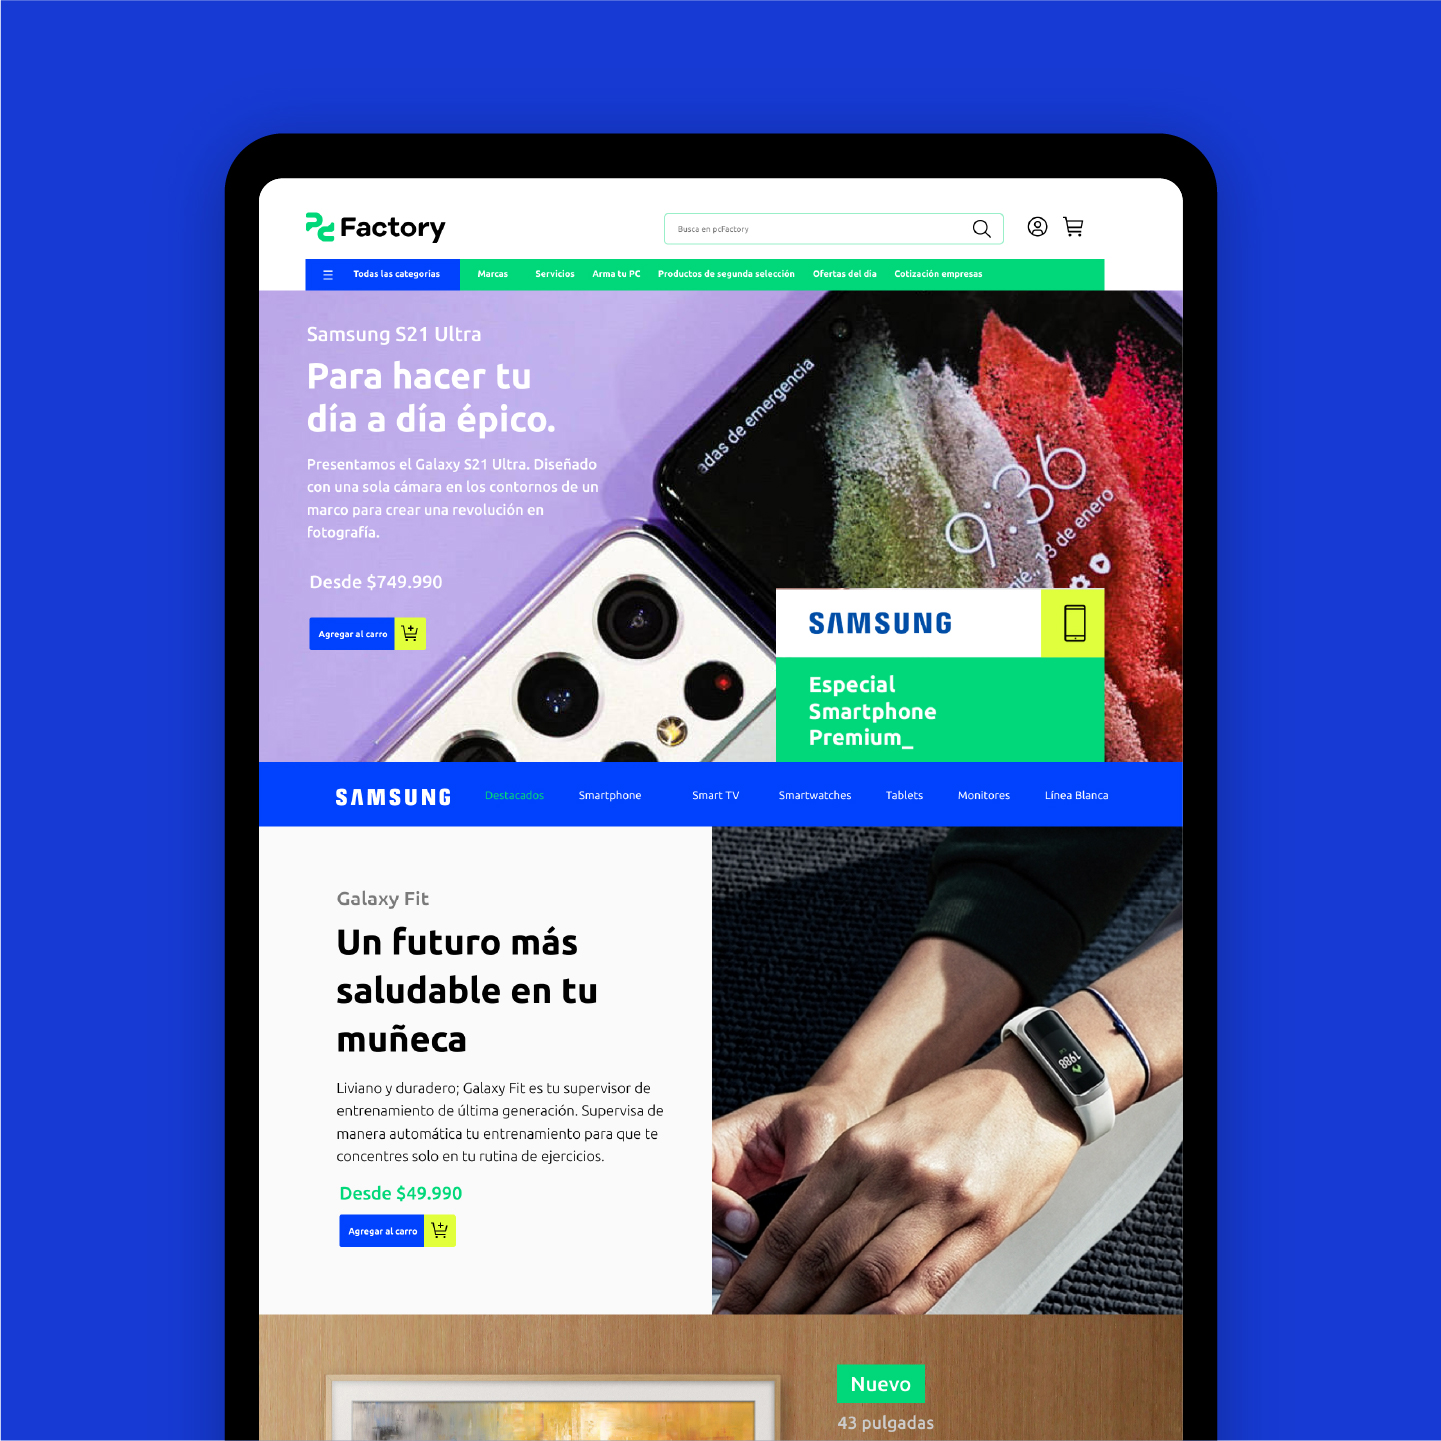 Factory
Busca en pcFactory
Todas las categorías
Marcas
Servicios
Arma tu PC
Productos de segunda selección
Ofertas del día
Cotización empresas
Samsung S21 Ultra
Para hacer tu
día a día épico.
Presentamos el Galaxy S21 Ultra. Diseñado
con una sola cámara en los contornos de un
marco para crear una revolución en
fotografía.
Desde $749.990
Agregar al carro
adas de emergencia
9:36
mié., 13 de enero
SAMSUNG
Especial
Smartphone
Premium_
SAMSUNG
Destacados
Smartphone
Smart TV
Smartwatches
Tablets
Monitores
Línea Blanca
Galaxy Fit
Un futuro más
saludable en tu
muñeca
Liviano y duradero; Galaxy Fit es tu supervisor de
entrenamiento de última generación. Supervisa de
manera automática tu entrenamiento para que te
concentres solo en tu rutina de ejercicios.
Desde $49.990
Agregar al carro
1988
Nuevo
43 pulgadas